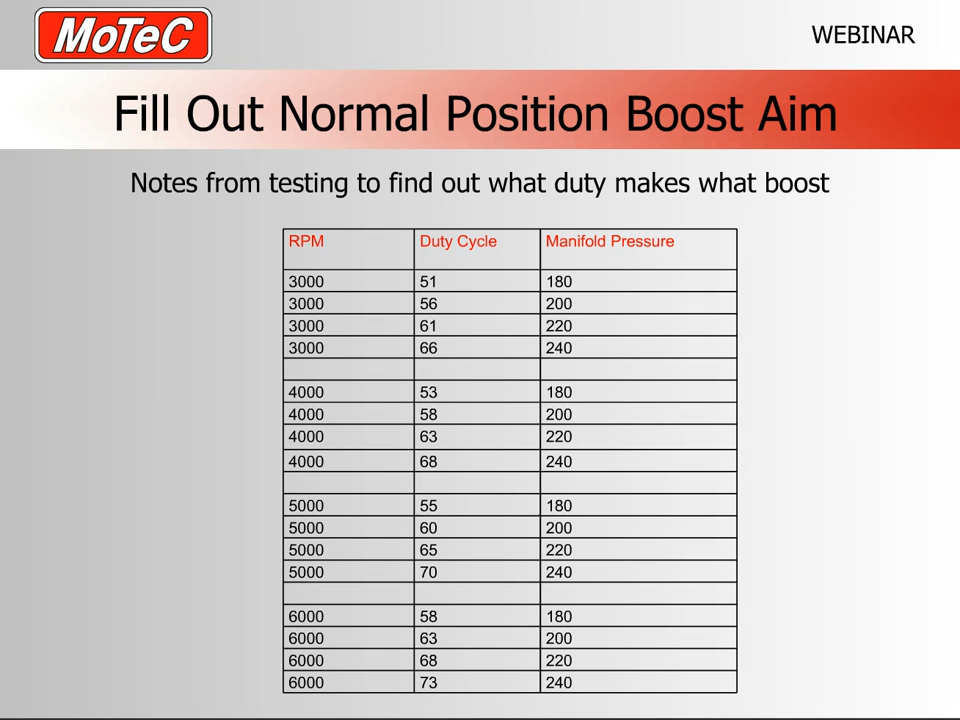 MoTeC
WEBINAR
Fill Out Normal Position Boost Aim
Notes from testing to find out what duty makes what boost
RPM Duty Cycle Manifold Pressure
3000 51 180
3000 56 200
3000 61 220
3000 66 240
4000 53 180
4000 58 200
4000 63 220
4000 68 240
5000 55 180
5000 60 200
5000 65 220
5000 70 240
6000 58 180
6000 63 200
6000 68 220
6000 73 240